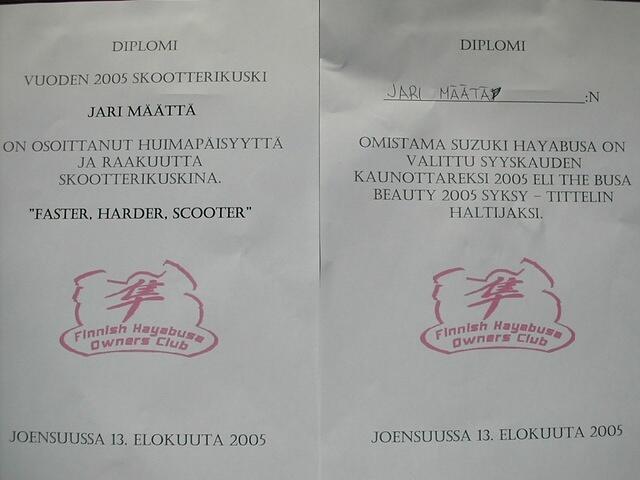 DIPLOMI
VUODEN 2005 SKOOTTERIKUSKI
JARI MÄÄTTÄ
ON OSOITTANUT HUIMAPÄISYYTTÄ
JA RAAKUUTTA
SKOOTTERIKUSKINA.
"FASTER, HARDER, SCOOTER"
隼
Finnish Hayabusa
Owners Club
JOENSUUSSA 13. ELOKUUTA 2005
DIPLOMI
JARI :N
OMISTAMA SUZUKI HAYABUSA ON
VALITTU SYYSKAUDEN
KAUNOTTAREKSI 2005 ELI THE BUSA
BEAUTY 2005 SYKSY – TITTELIN
HALTIJAKSI.
隼
Finnish Hayabusa
Owners Club
JOENSUUSSA 13. ELOKUUTA 2005